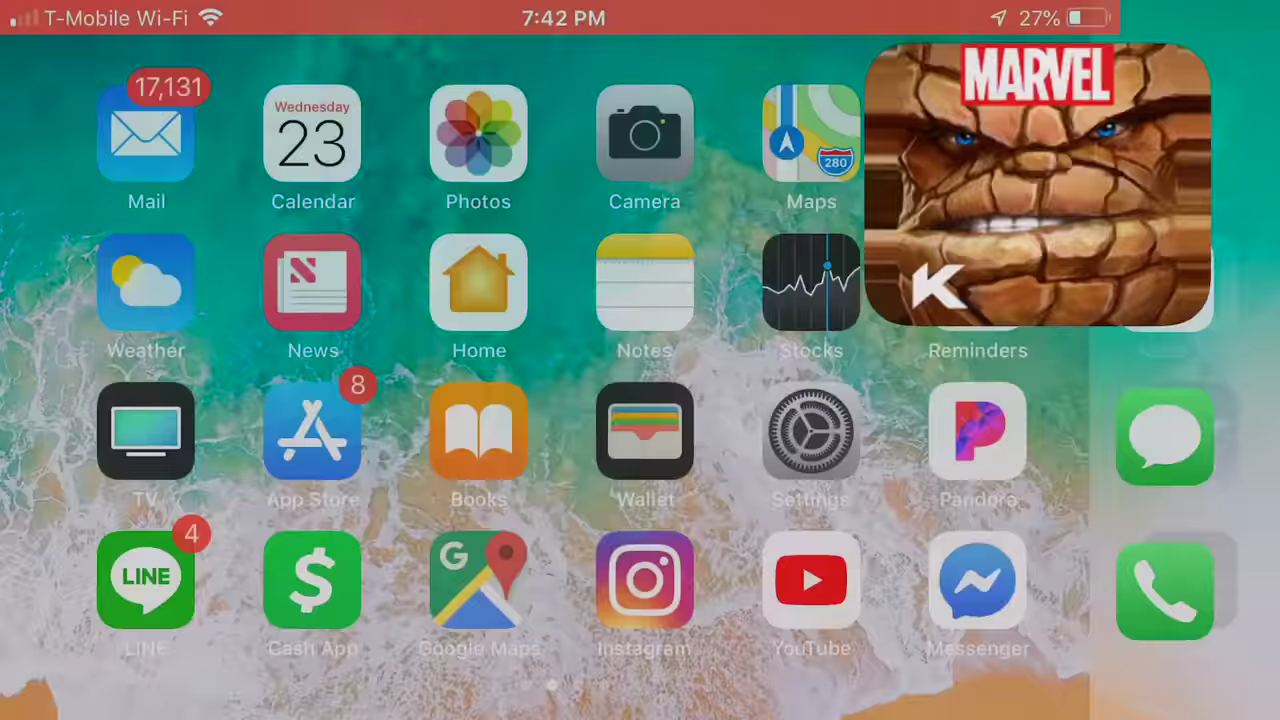 T-Mobile Wi-Fi 7:42 PM 27%
MARVEL
17,131
Wednesday
23
280
Mail Calendar Photos Camera Maps
K
Weather News Home Notes Stocks Reminders
8
P
TV App Store Books Wallet Settings Pandora
4
LINE
$
G
LINE Cash App Google Maps Instagram YouTube Messenger